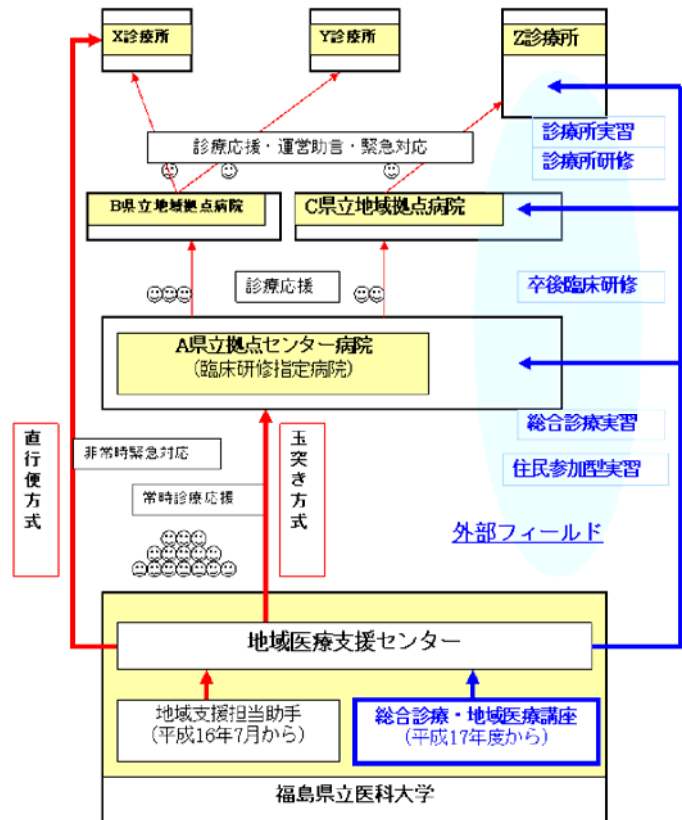 X診療所
Y診療所
Z診療所
診療応援・運営助言・緊急対応
診療所実習
診療所研修
B県立地域拠点病院
C県立地域拠点病院
診療応援
卒後臨床研修
A県立拠点センター病院
(臨床研修指定病院)
直行便方式
非常時緊急対応
常時診療応援
玉突き方式
総合診療実習
住民参加型実習
外部フィールド
地域医療支援センター
地域支援担当助手
(平成16年7月から)
総合診療・地域医療講座
(平成17年度から)
福島県立医科大学